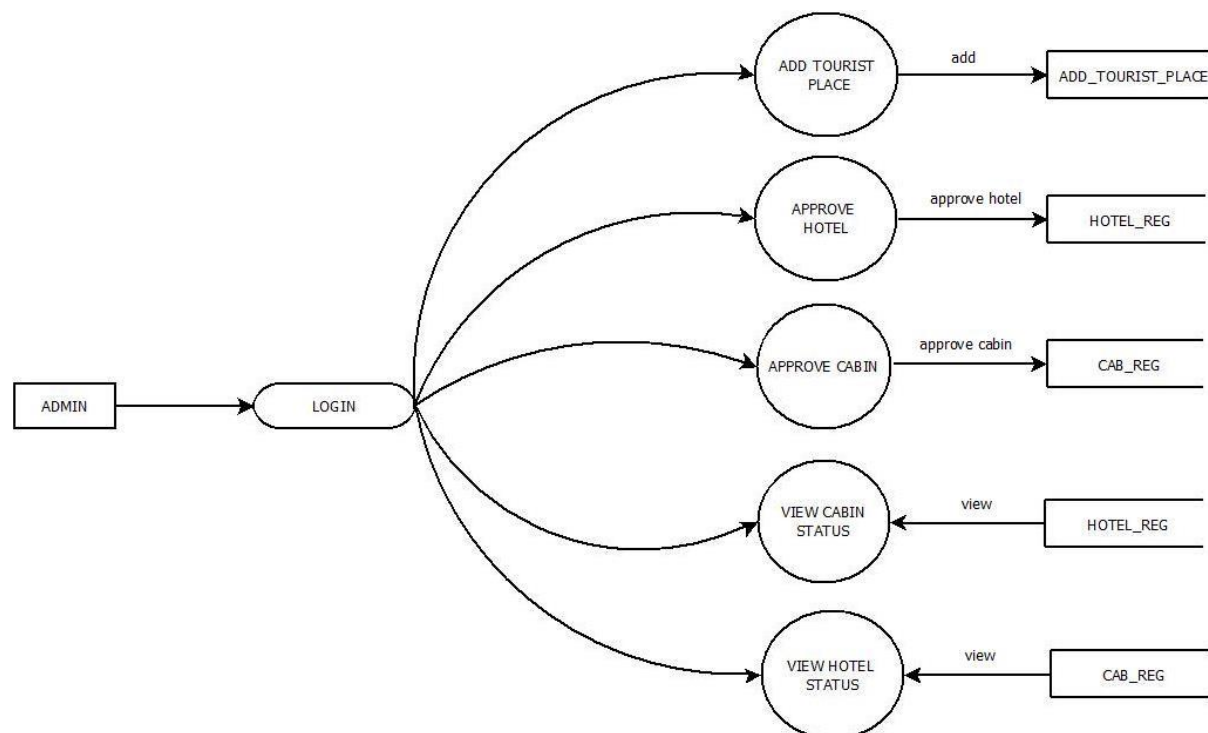 ADD TOURIST
PLACE
add
ADD_TOURIST_PLACE
APPROVE
HOTEL
approve hotel
HOTEL_REG
APPROVE CABIN
approve cabin
CAB_REG
ADMIN
LOGIN
VIEW CABIN
STATUS
view
HOTEL_REG
VIEW HOTEL
STATUS
view
CAB_REG